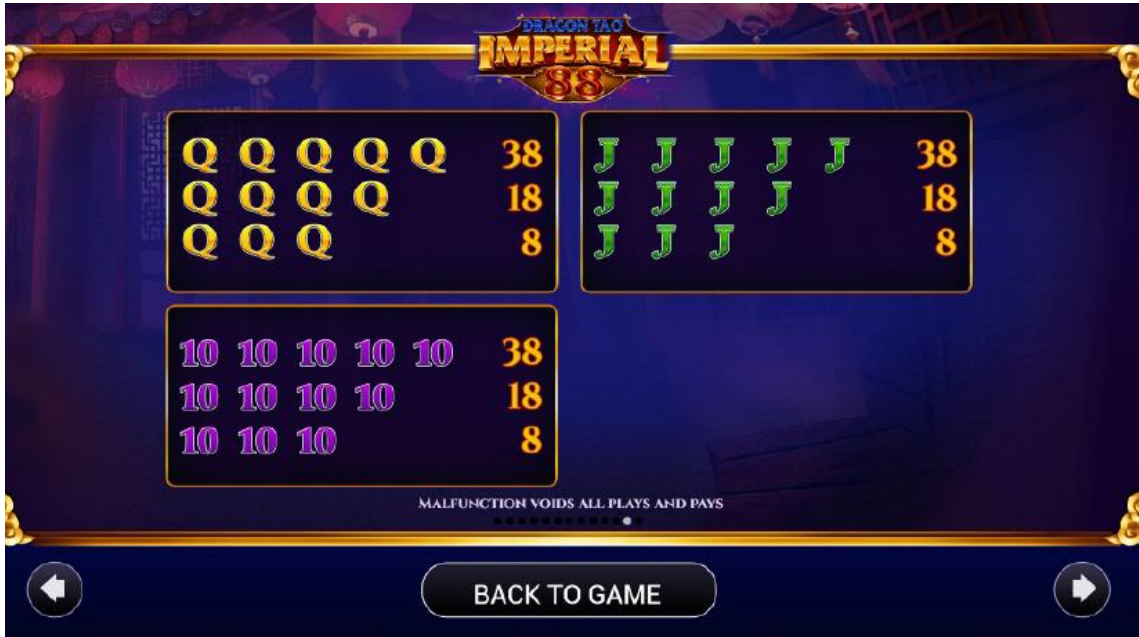 DRAGON TAO
IMPERIAL
88
Q Q Q Q Q 38
Q Q Q Q 18
Q Q Q 8
J J J J J 38
J J J J 18
J J J 8
10 10 10 10 10 38
10 10 10 10 18
10 10 10 8
MALFUNCTION VOIDS ALL PLAYS AND PAYS
BACK TO GAME